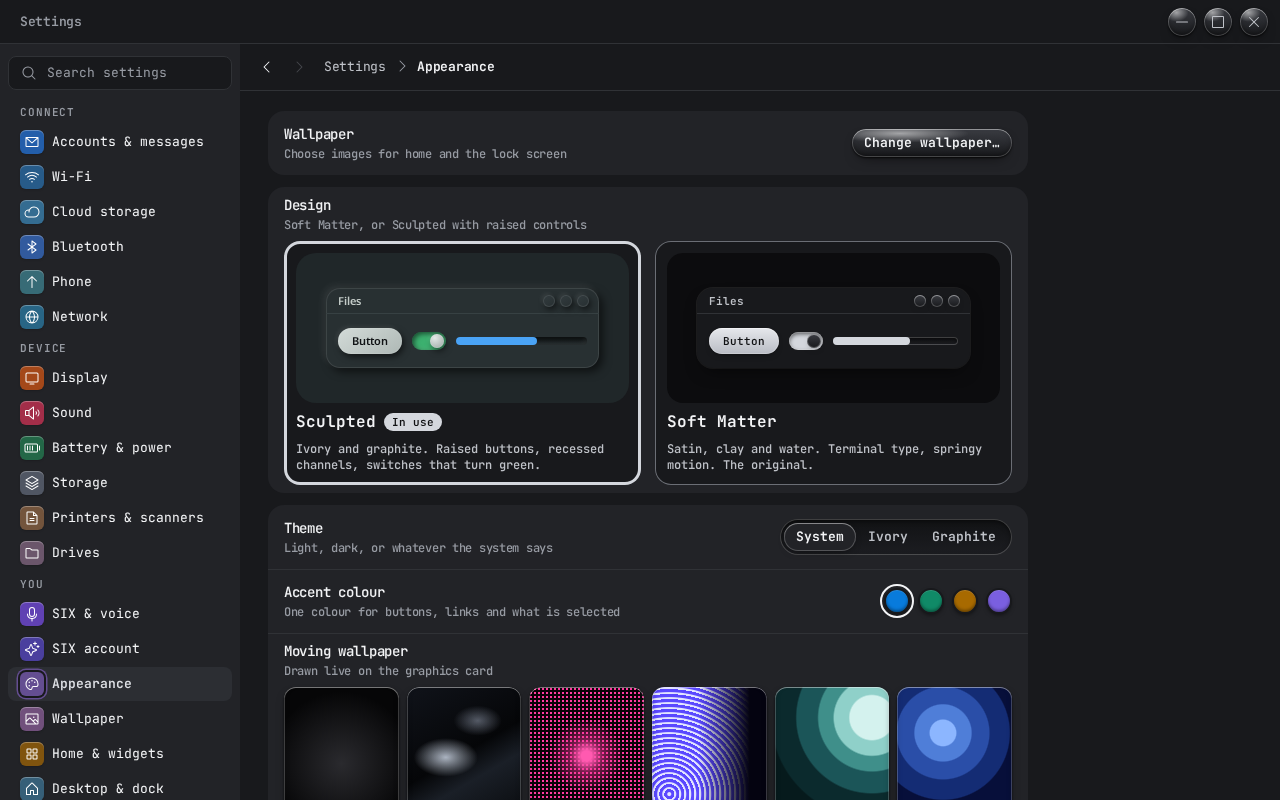 Settings
Search settings
CONNECT
Accounts & messages
Wi-Fi
Cloud storage
Bluetooth
Phone
Network
DEVICE
Display
Sound
Battery & power
Storage
Printers & scanners
Drives
YOU
SIX & voice
SIX account
Appearance
Wallpaper
Home & widgets
Desktop & dock
Settings
Appearance
Wallpaper
Choose images for home and the lock screen
Change wallpaper…
Design
Soft Matter, or Sculpted with raised controls
Files
Button
Sculpted
In use
Ivory and graphite. Raised buttons, recessed
channels, switches that turn green.
Files
Button
Soft Matter
Satin, clay and water. Terminal type, springy
motion. The original.
Theme
Light, dark, or whatever the system says
System
Ivory
Graphite
Accent colour
One colour for buttons, links and what is selected
Moving wallpaper
Drawn live on the graphics card